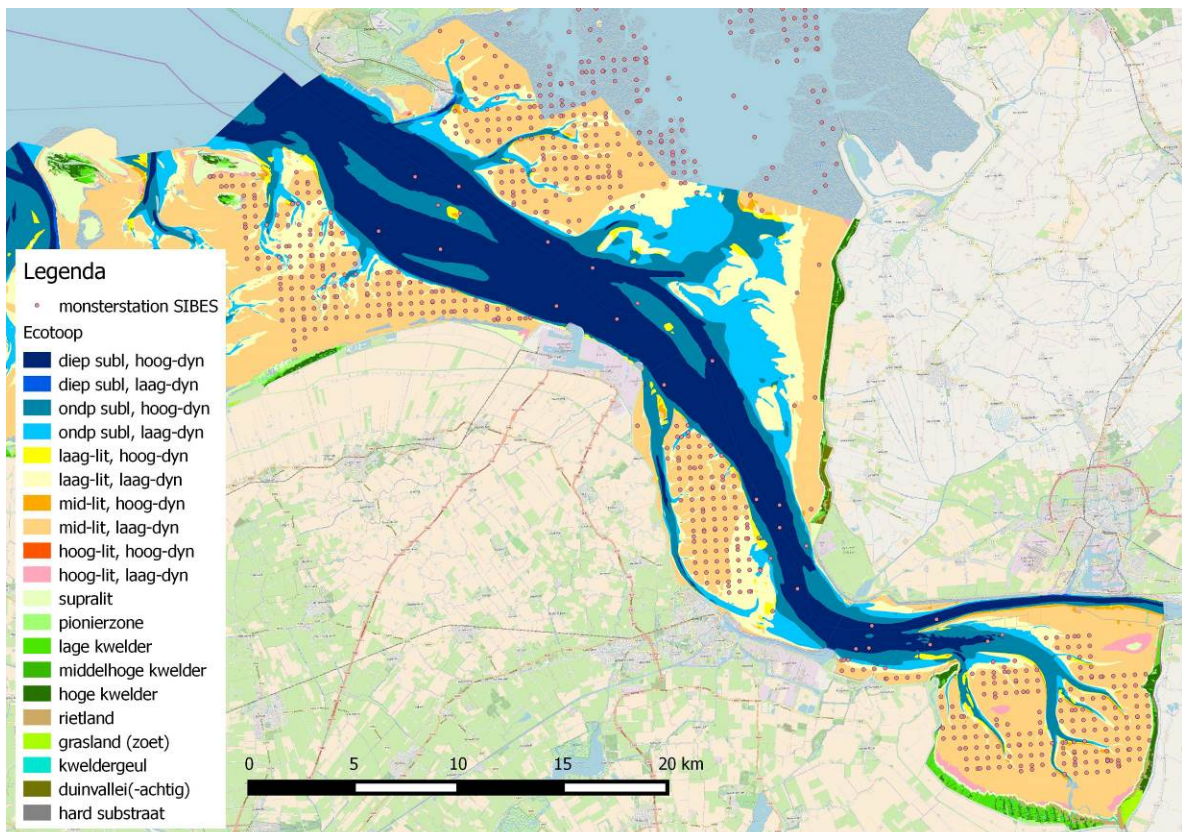 Legenda
monsterstation SIBES
Ecotoop
diep subl, hoog-dyn
diep subl, laag-dyn
ondp subl, hoog-dyn
ondp subl, laag-dyn
laag-lit, hoog-dyn
laag-lit, laag-dyn
mid-lit, hoog-dyn
mid-lit, laag-dyn
hoog-lit, hoog-dyn
hoog-lit, laag-dyn
supralit
pionierzone
lage kwelder
middelhoge kwelder
hoge kwelder
rietland
grasland (zoet)
kweldergeul
duinvallei(-achtig)
hard substraat
0 5 10 15 20 km